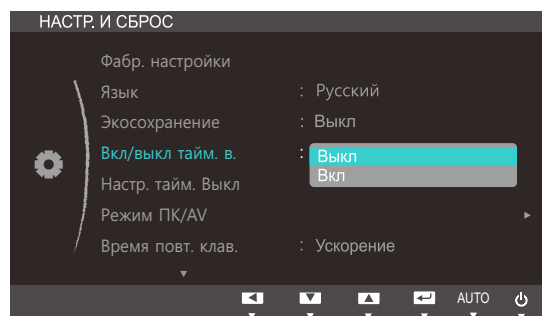 НАСТР. И СБРОС
Фабр. настройки
Язык : Русский
Экосохранение : Выкл
Вкл/выкл тайм. в. : Выкл
Вкл
Настр. тайм. Выкл
Режим ПК/AV
Время повт. клав. : Ускорение
AUTO